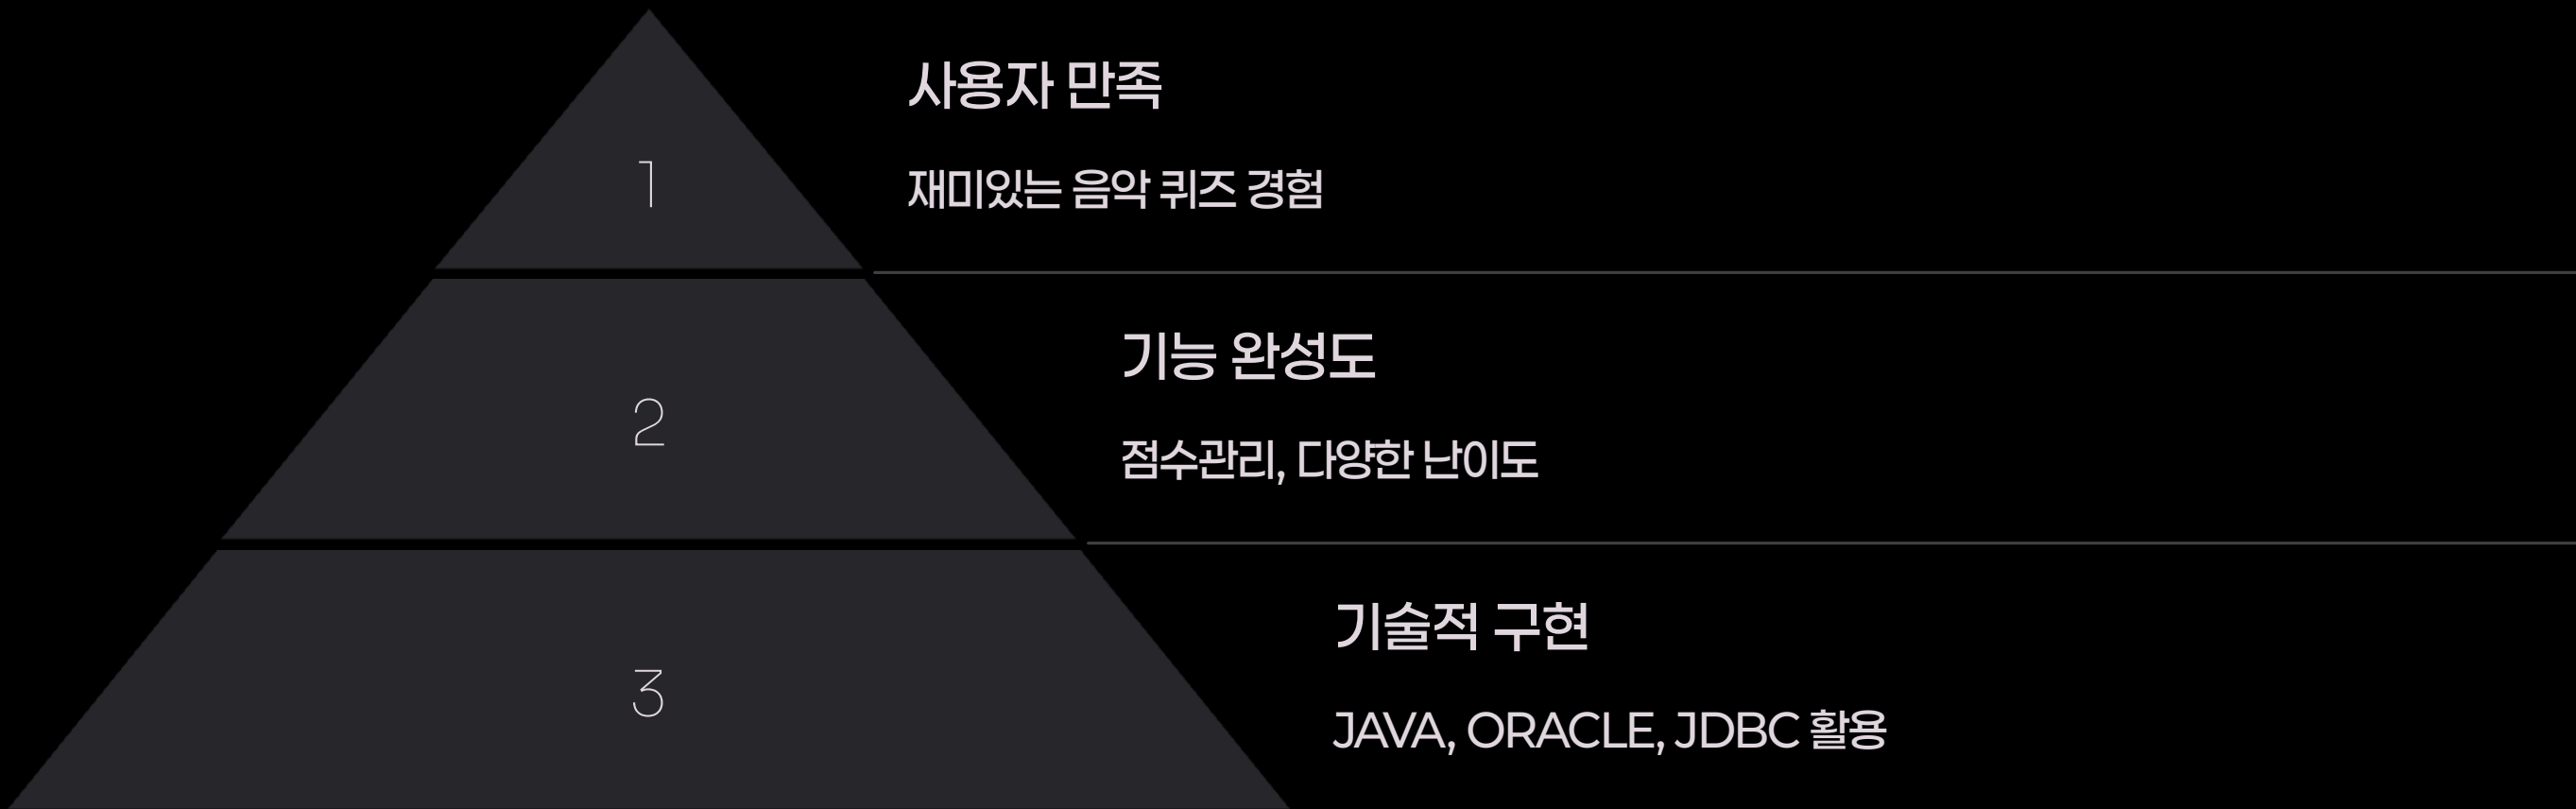 1
사용자 만족
재미있는 음악 퀴즈 경험
2
기능 완성도
점수관리, 다양한 난이도
3
기술적 구현
JAVA, ORACLE, JDBC 활용